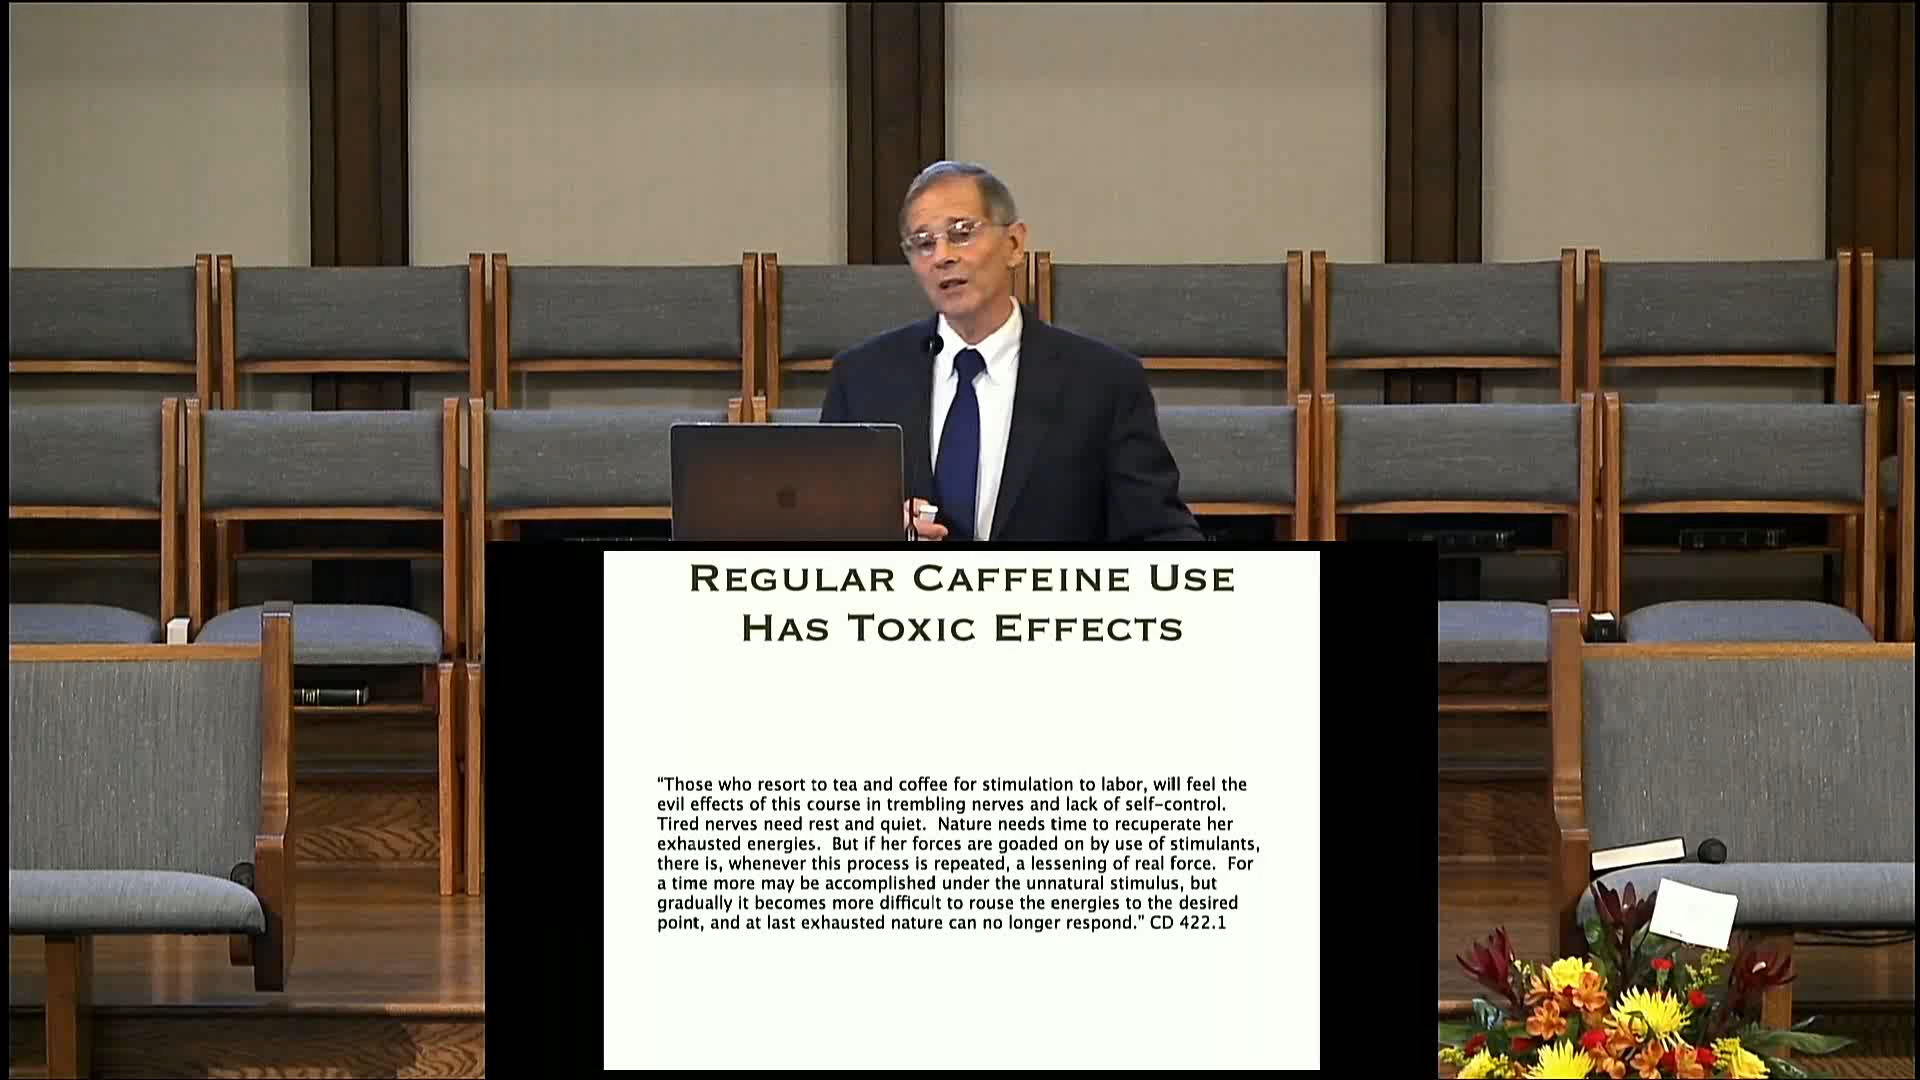 REGULAR CAFFEINE USE
HAS TOXIC EFFECTS
"Those who resort to tea and coffee for stimulation to labor, will feel the
evil effects of this course in trembling nerves and lack of self-control.
Tired nerves need rest and quiet.  Nature needs time to recuperate her
exhausted energies.  But if her forces are goaded on by use of stimulants,
there is, whenever this process is repeated, a lessening of real force.  For
a time more may be accomplished under the unnatural stimulus, but
gradually it becomes more difficult to rouse the energies to the desired
point, and at last exhausted nature can no longer respond." CD 422.1